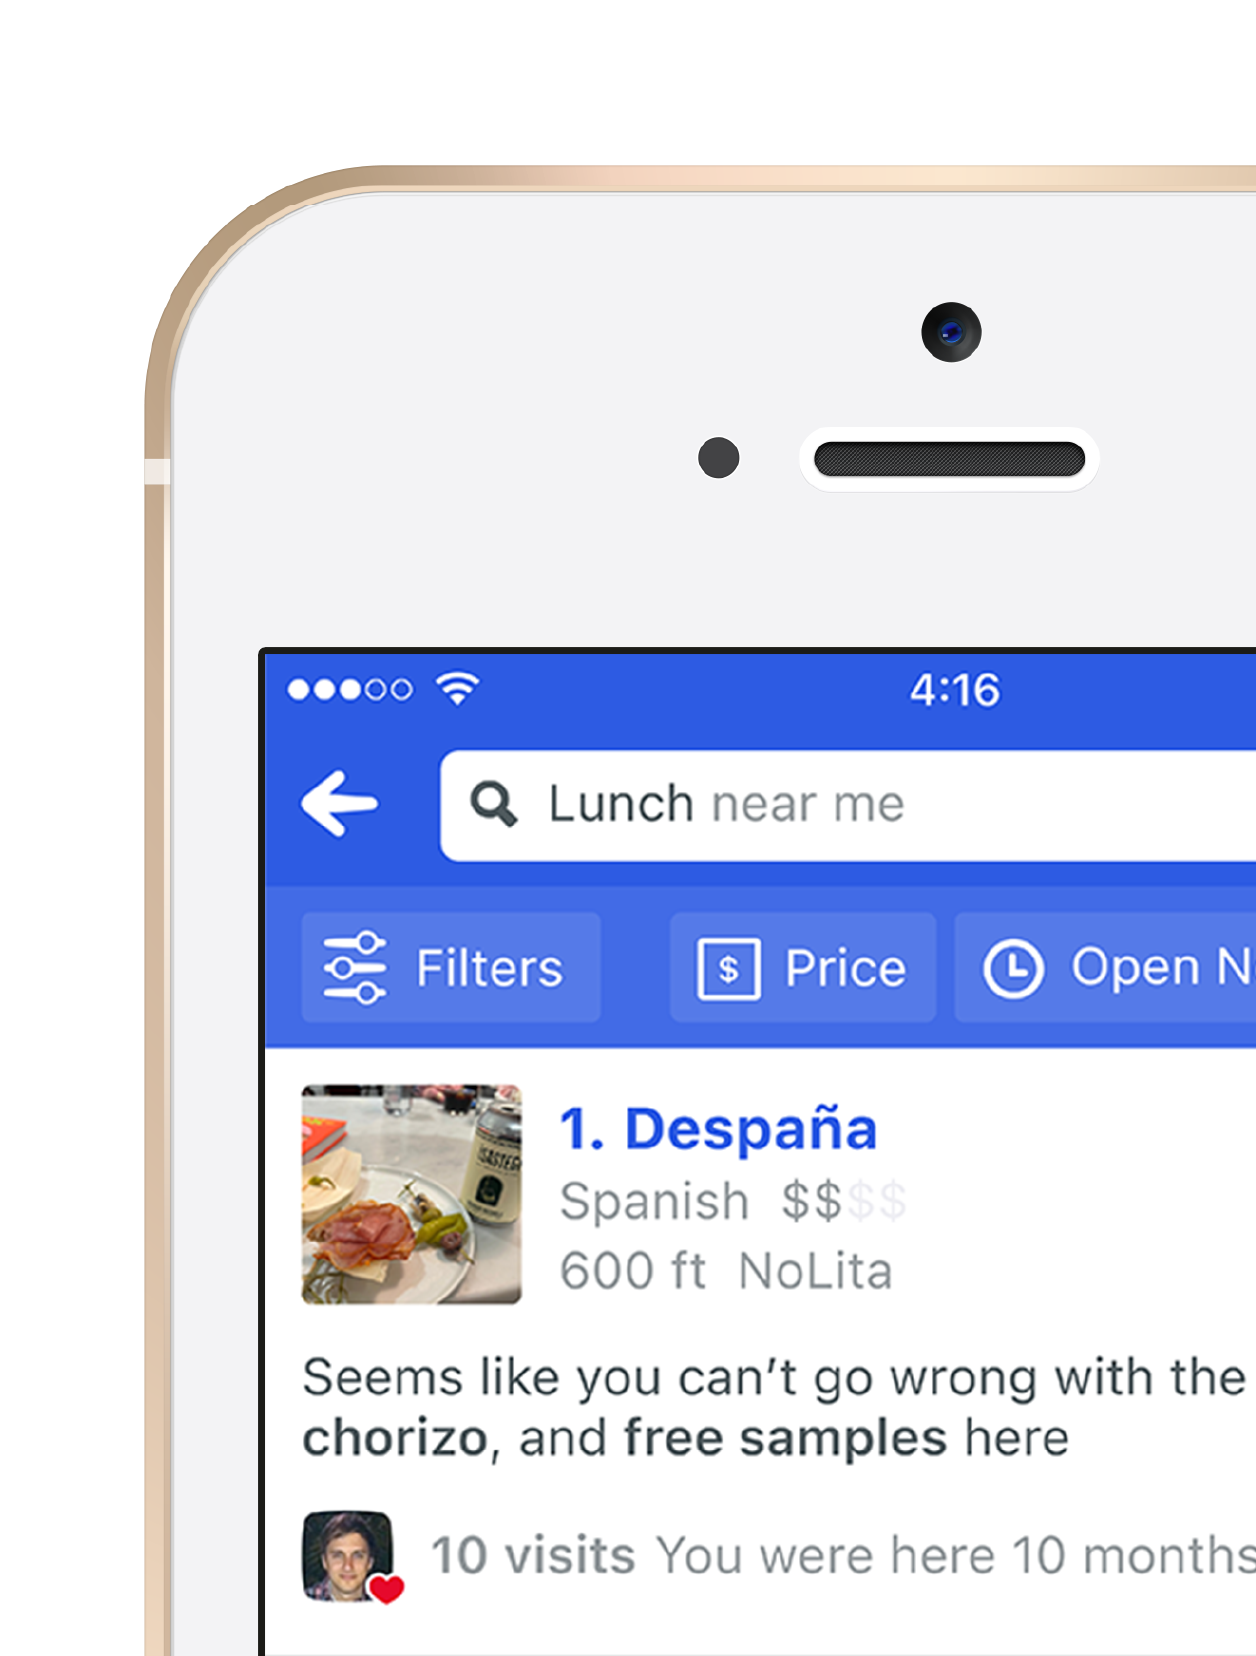 4:16
Lunch near me
Filters
Price
Open N
$
1. Despaña
Spanish $$$$
600 ft NoLita
Seems like you can’t go wrong with the
chorizo, and free samples here
10 visits You were here 10 months